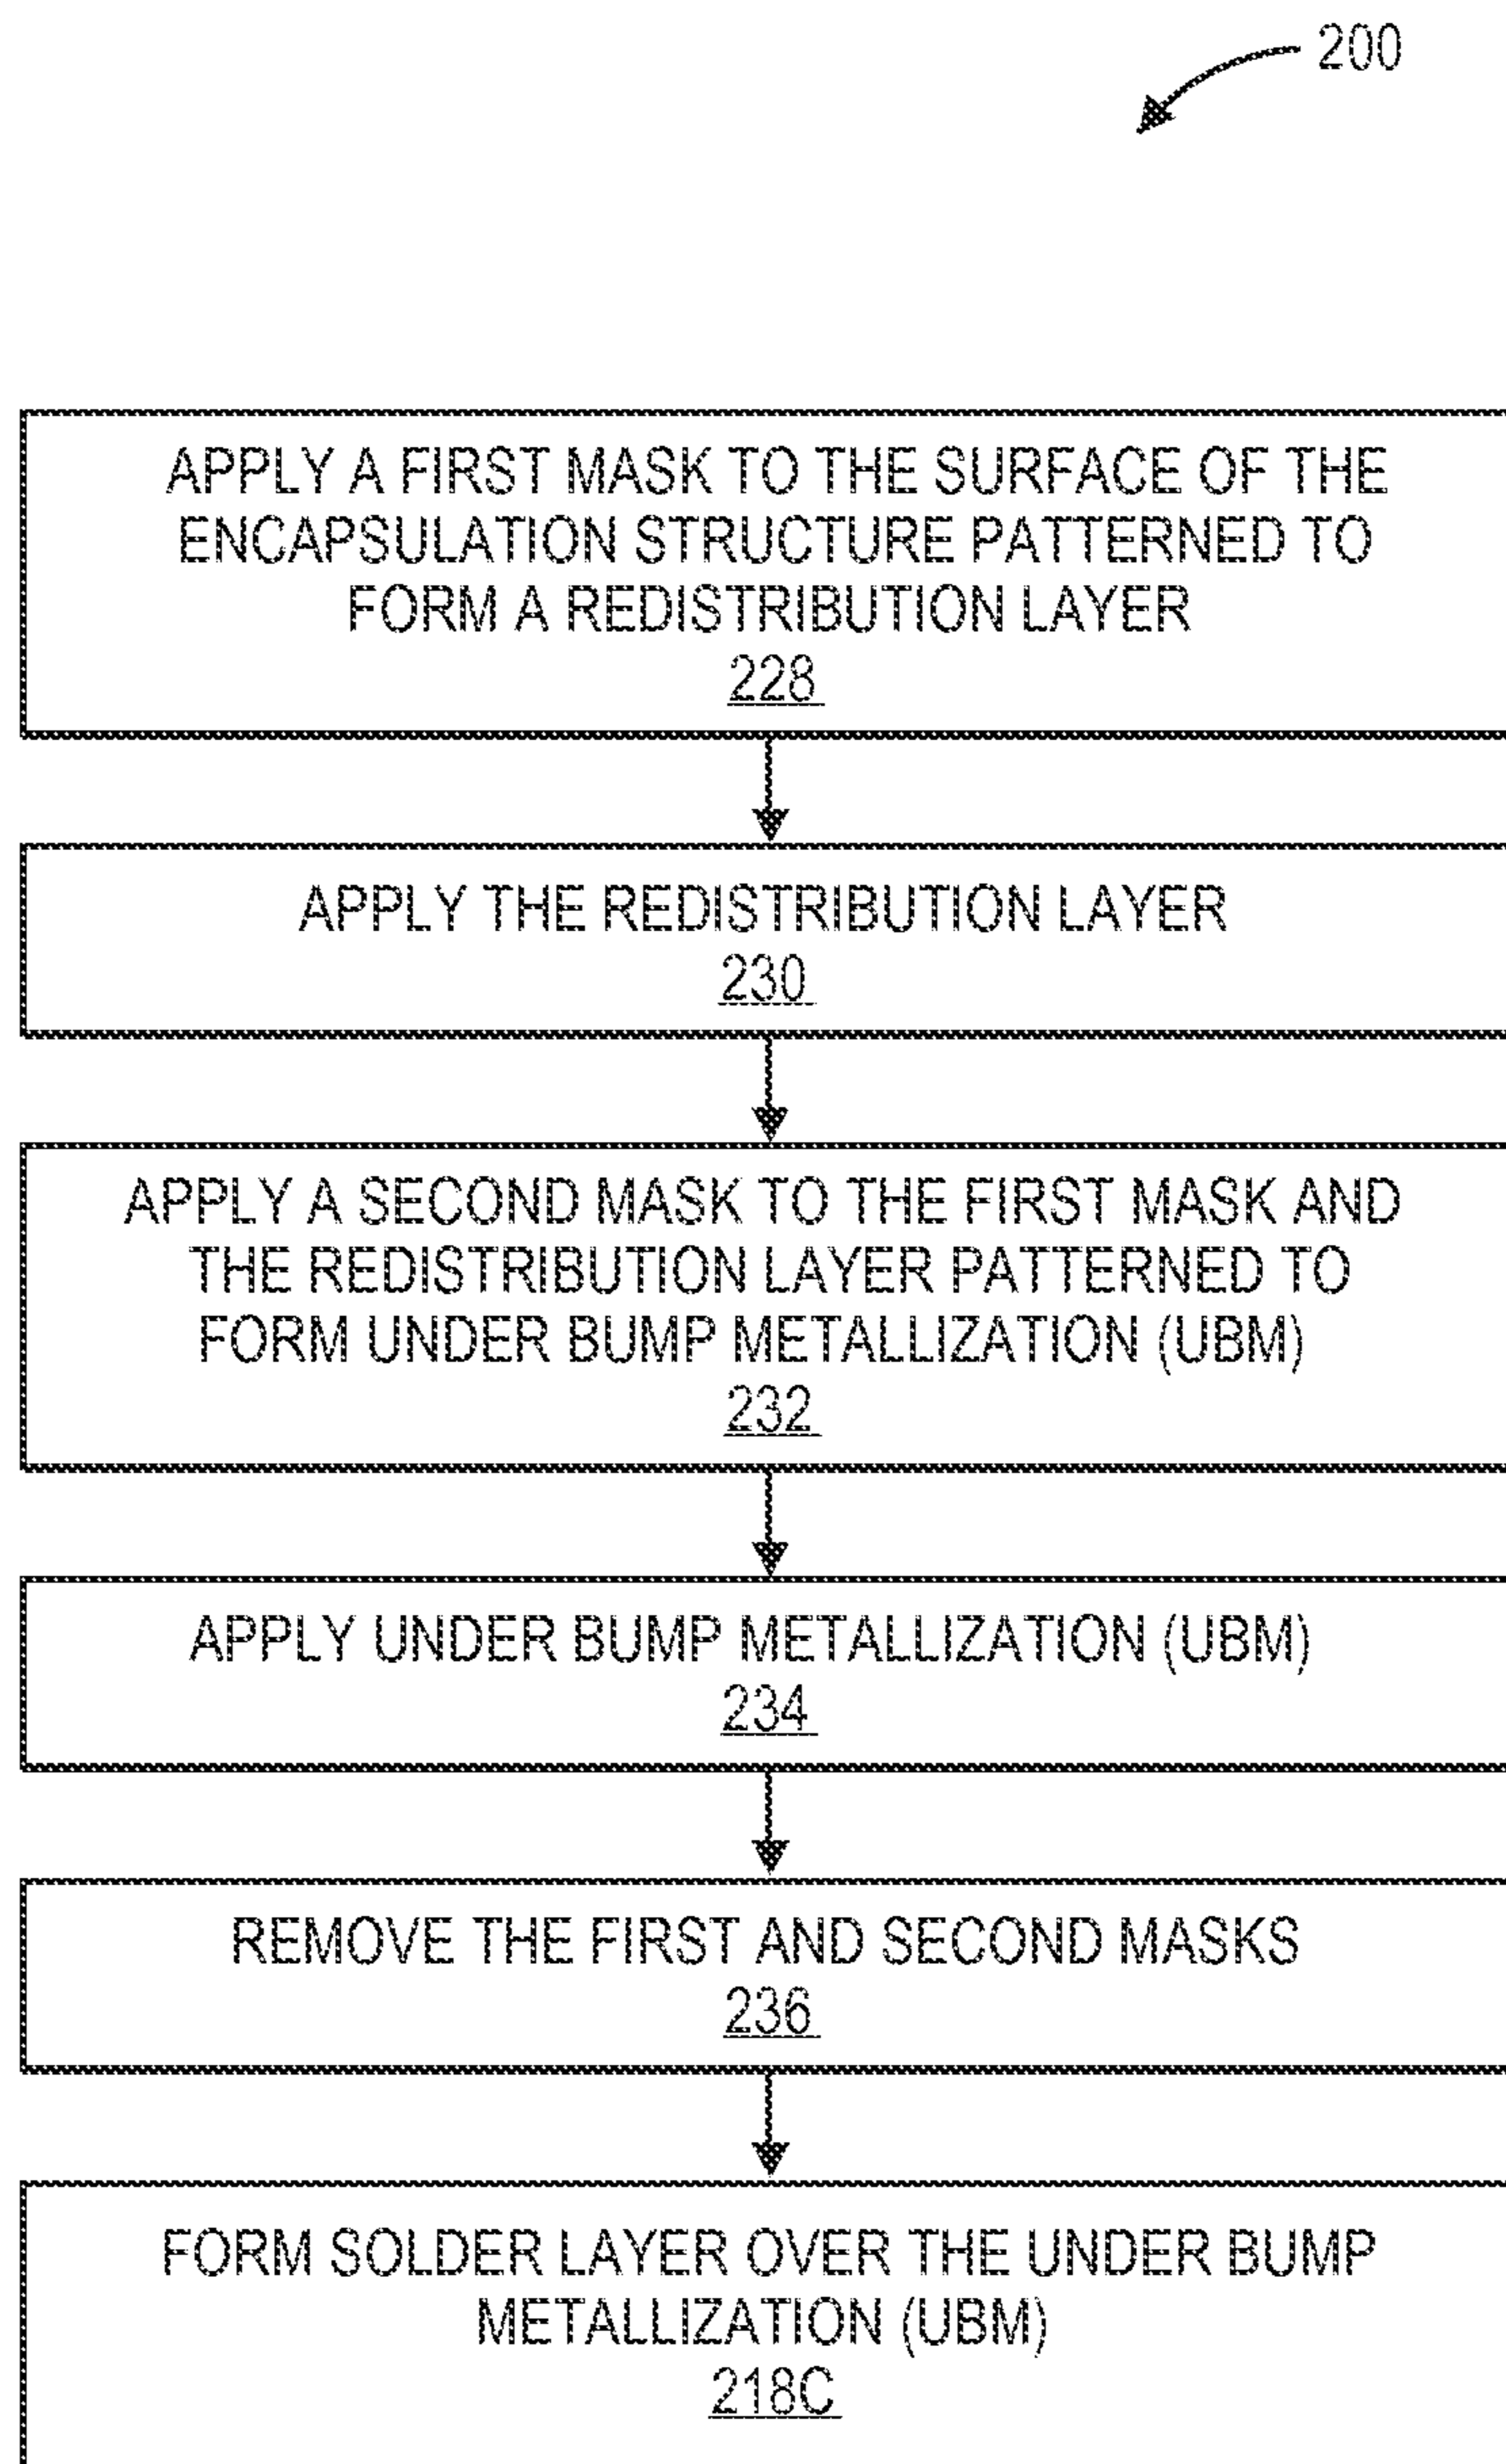 200
APPLY A FIRST MASK TO THE SURFACE OF THE
ENCAPSULATION STRUCTURE PATTERNED TO
FORM A REDISTRIBUTION LAYER
228
APPLY THE REDISTRIBUTION LAYER
230
APPLY A SECOND MASK TO THE FIRST MASK AND
THE REDISTRIBUTION LAYER PATTERNED TO
FORM UNDER BUMP METALLIZATION (UBM)
232
APPLY UNDER BUMP METALLIZATION (UBM)
234
REMOVE THE FIRST AND SECOND MASKS
236
FORM SOLDER LAYER OVER THE UNDER BUMP
METALLIZATION (UBM)
218C